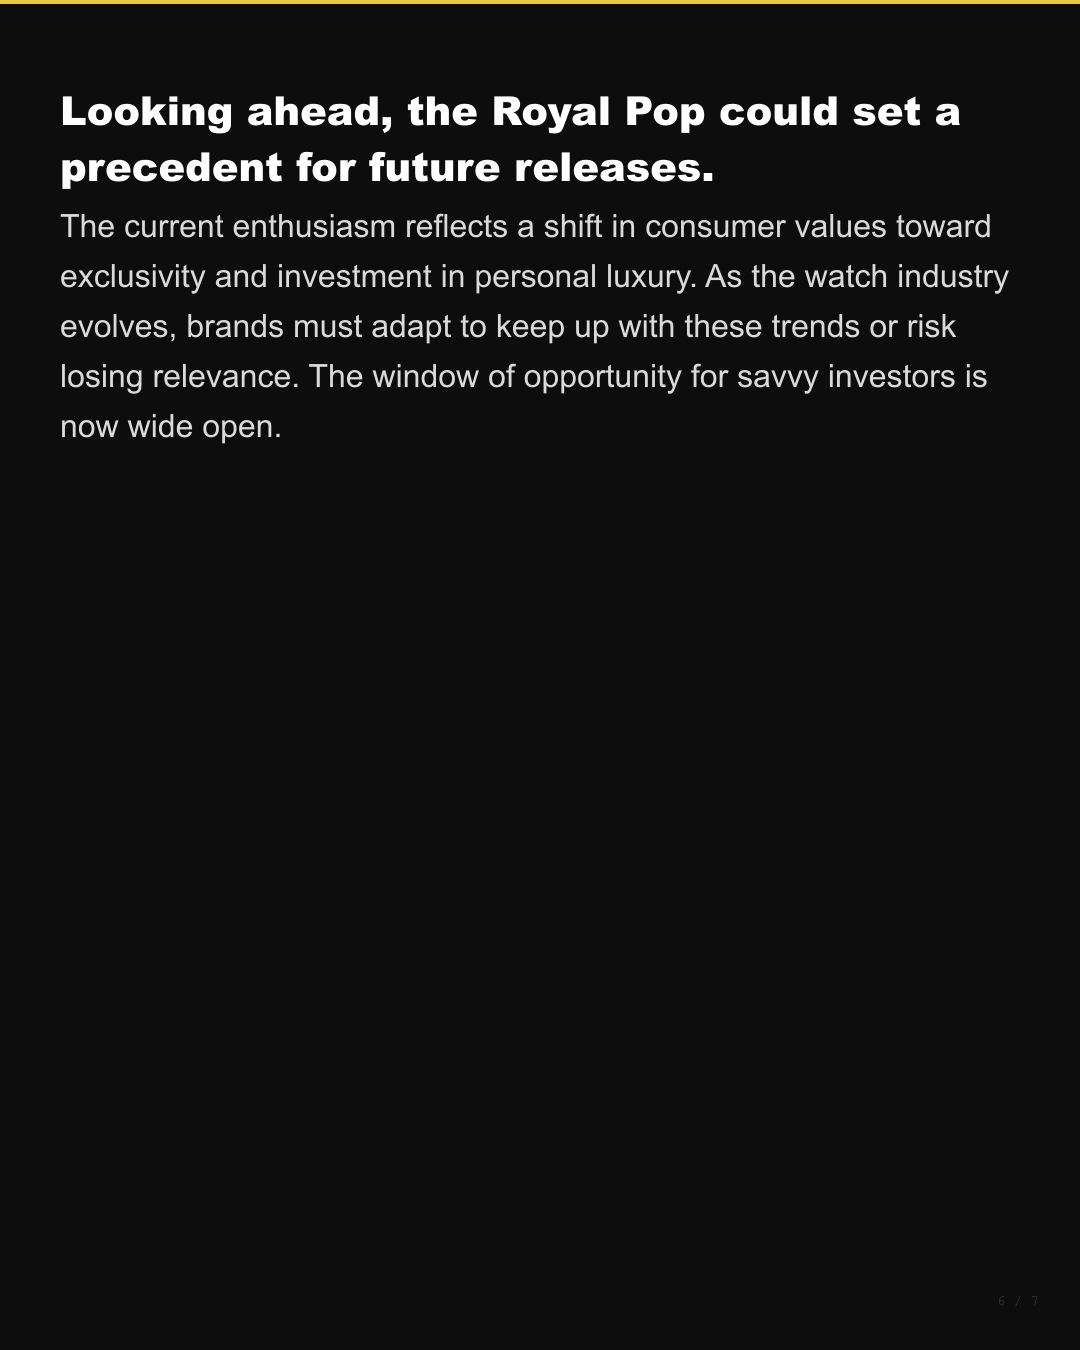 Looking ahead, the Royal Pop could set a
precedent for future releases.
The current enthusiasm reflects a shift in consumer values toward
exclusivity and investment in personal luxury. As the watch industry
evolves, brands must adapt to keep up with these trends or risk
losing relevance. The window of opportunity for savvy investors is
now wide open.
6 / 7